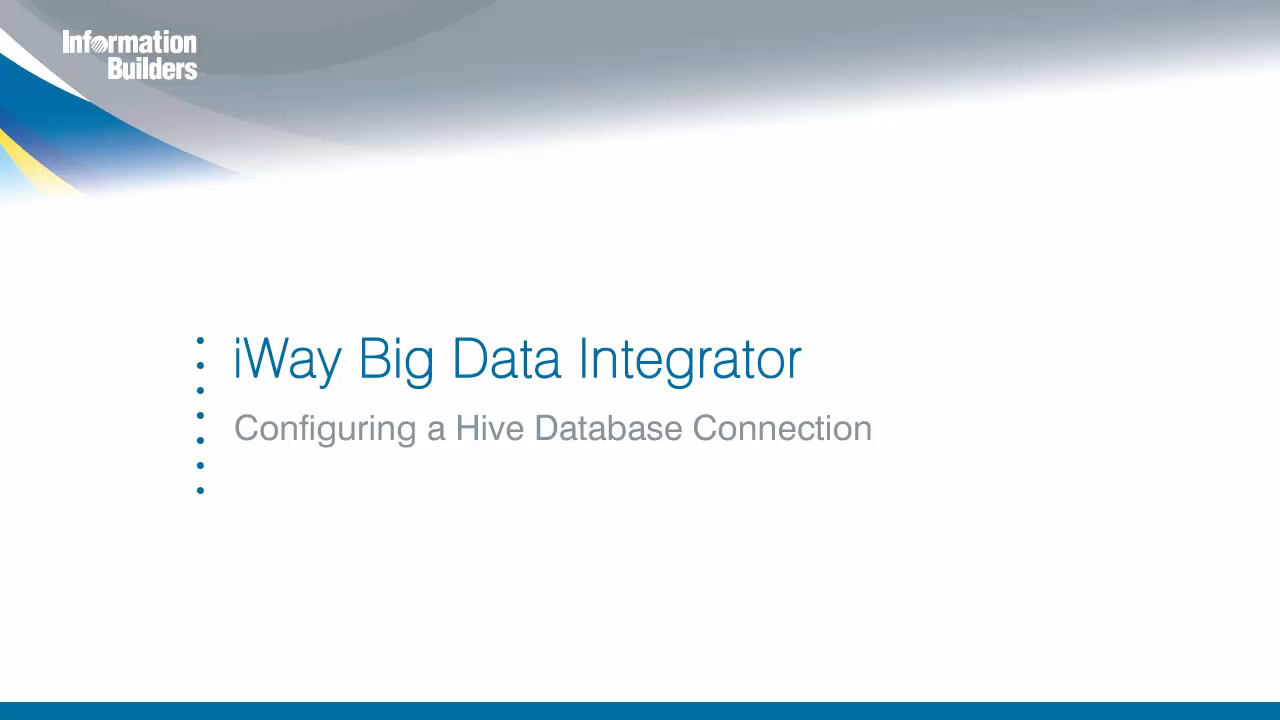 Information
Builders
iWay Big Data Integrator
Configuring a Hive Database Connection